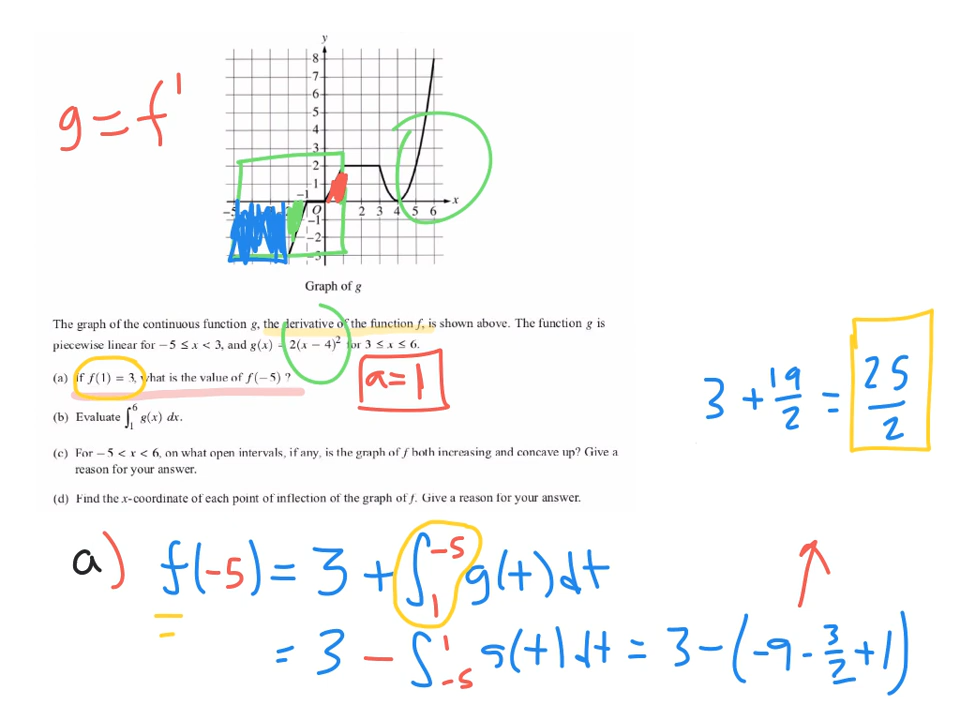 g = f'
y
8
7
6
5
4
3
2
1
-1
O
2 3 4 5 6
x
-1
-2
Graph of g
The graph of the continuous function g, the derivative of the function f, is shown above. The function g is
piecewise linear for −5 ≤ x < 3, and g(x) = 2(x − 4)² for 3 ≤ x ≤ 6.
(a) If f(1) = 3, what is the value of f(−5) ?
a=1
3 + 19/2 = 25/2
(b) Evaluate ∫₁⁶ g(x) dx.
(c) For −5 < x < 6, on what open intervals, if any, is the graph of f both increasing and concave up? Give a
reason for your answer.
(d) Find the x-coordinate of each point of inflection of the graph of f. Give a reason for your answer.
a) f(-5) = 3 + ∫₁⁻⁵ g(t)dt
= 3 - ∫₋₅¹ g(t)dt = 3-(-9-3/2+1)